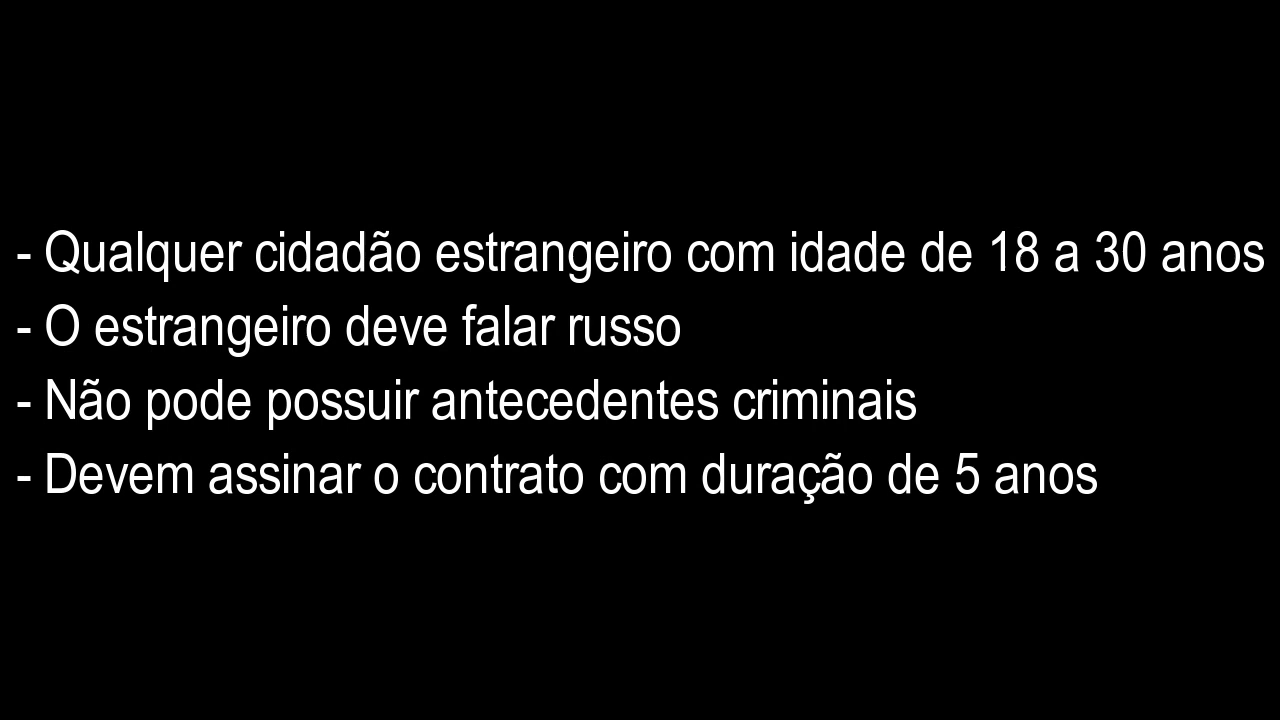 - Qualquer cidadão estrangeiro com idade de 18 a 30 anos
- O estrangeiro deve falar russo
- Não pode possuir antecedentes criminais
- Devem assinar o contrato com duração de 5 anos